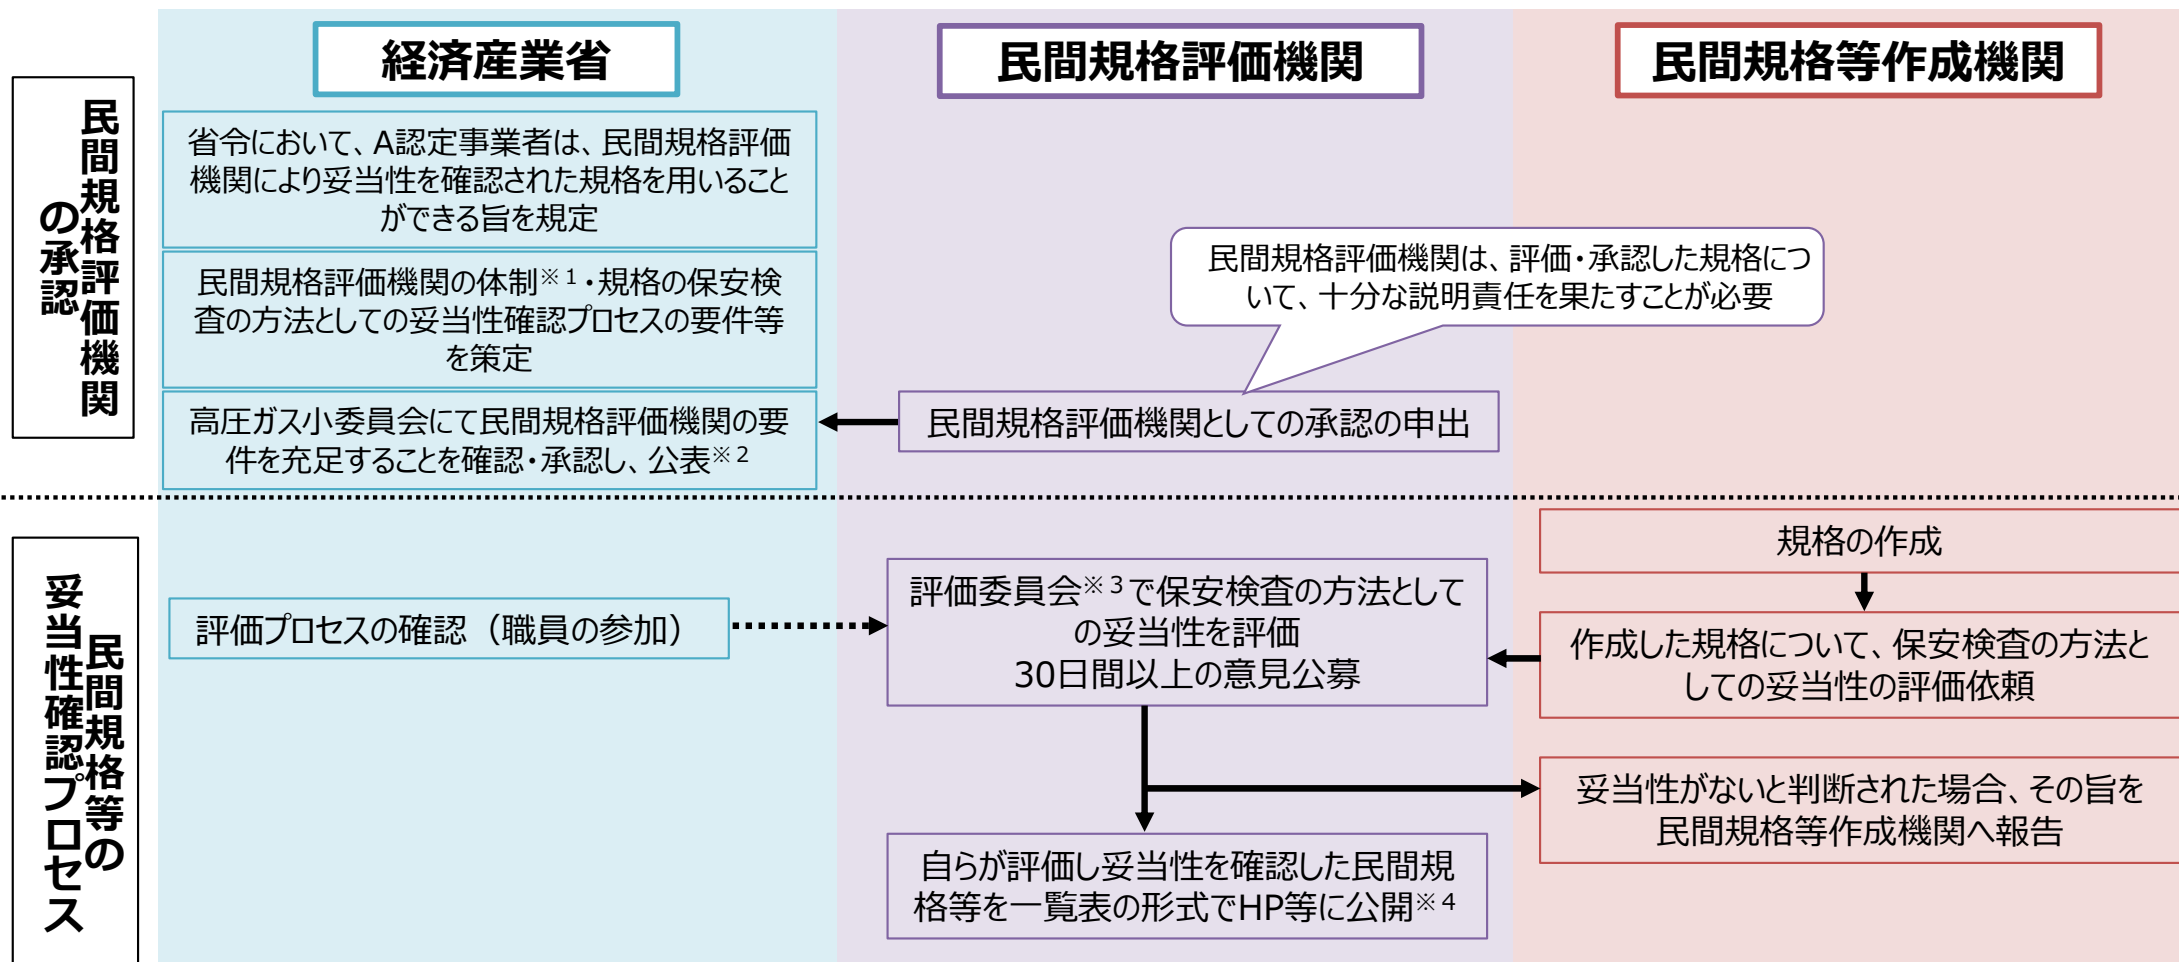 経済産業省
民間規格評価機関
民間規格等作成機関
民間規格評価機関
の承認
省令において、A認定事業者は、民間規格評価
機関により妥当性を確認された規格を用いること
ができる旨を規定
民間規格評価機関の体制※1・規格の保安検
査の方法としての妥当性確認プロセスの要件等
を策定
高圧ガス小委員会にて民間規格評価機関の要
件を充足することを確認・承認し、公表※2
民間規格評価機関は、評価・承認した規格につ
いて、十分な説明責任を果たすことが必要
民間規格評価機関としての承認の申出
民間規格等の
妥当性確認プロセス
評価プロセスの確認（職員の参加）
評価委員会※3で保安検査の方法として
の妥当性を評価
30日間以上の意見公募
自らが評価し妥当性を確認した民間規
格等を一覧表の形式でHP等に公開※4
規格の作成
作成した規格について、保安検査の方法と
しての妥当性の評価依頼
妥当性がないと判断された場合、その旨を
民間規格等作成機関へ報告